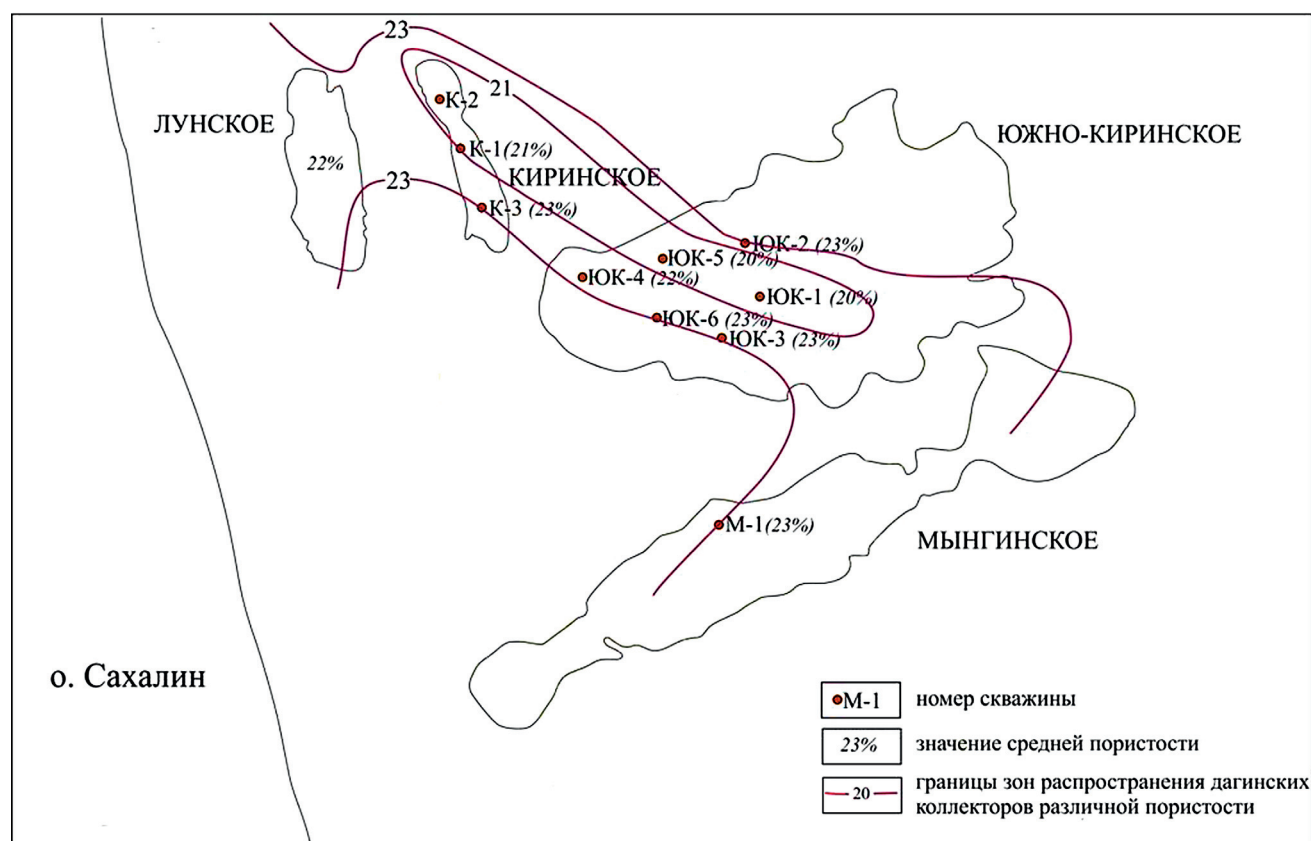 23
21
К-2
ЛУНСКОЕ
ЮЖНО-КИРИНСКОЕ
22%
К-1 (21%)
КИРИНСКОЕ
23
К-3 (23%)
ЮК-2 (23%)
ЮК-5 (20%)
ЮК-4 (22%)
ЮК-1 (20%)
ЮК-6 (23%)
ЮК-3 (23%)
М-1 (23%)
МЫНГИНСКОЕ
о. Сахалин
М-1 номер скважины
23% значение средней пористости
20 границы зон распространения дагинских
коллекторов различной пористости